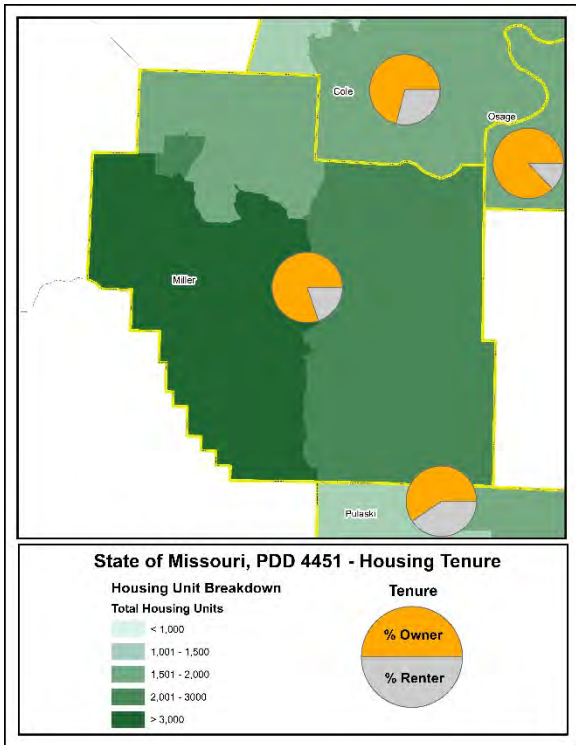 Cole
Osage
Miller
Pulaski
State of Missouri, PDD 4451 - Housing Tenure
Housing Unit Breakdown
Total Housing Units
< 1,000
1,001 - 1,500
1,501 - 2,000
2,001 - 3000
> 3,000
Tenure
% Owner
% Renter